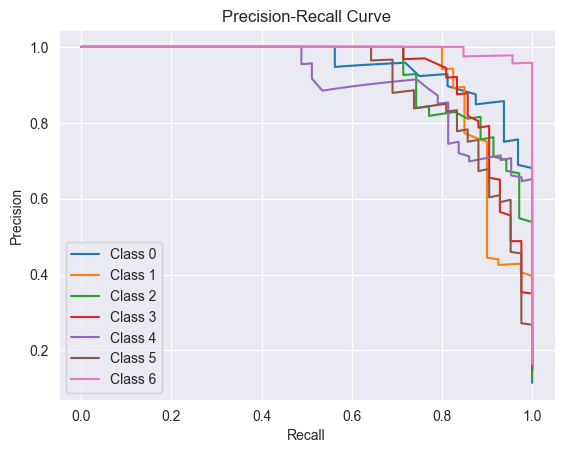 Precision-Recall Curve
1.0
0.8
0.6
0.4
0.2
Precision
Class 0
Class 1
Class 2
Class 3
Class 4
Class 5
Class 6
0.0 0.2 0.4 0.6 0.8 1.0
Recall